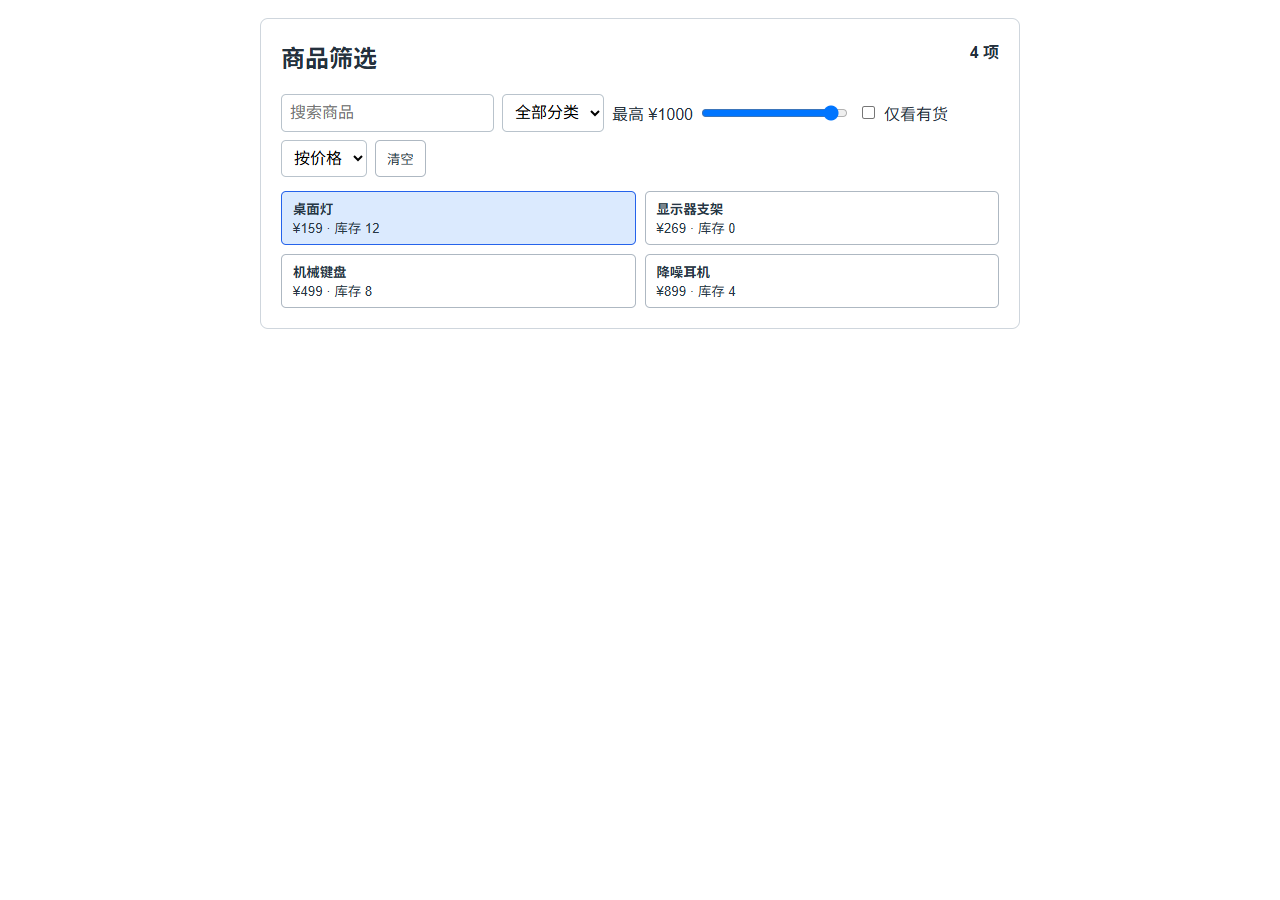 商品筛选
4 项
搜索商品 全部分类 最高 ¥1000 仅看有货
按价格 清空
桌面灯
¥159 · 库存 12
显示器支架
¥269 · 库存 0
机械键盘
¥499 · 库存 8
降噪耳机
¥899 · 库存 4